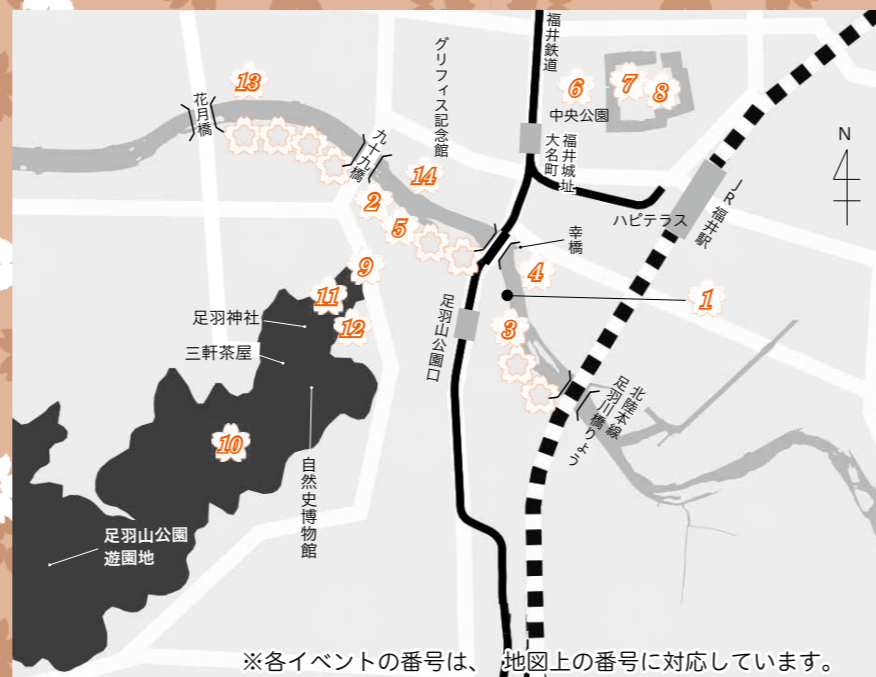 福井鉄道
グリフィス記念館
13
花月橋
九十九橋
14
6
7
8
中央公園
福井城址
大名町
N
JR 福井駅
ハピテラス
2
5
幸橋
4
1
9
11
12
3
足羽神社
三軒茶屋
足羽山公園口
10
自然史博物館
北陸本線
足羽川橋りょう
足羽山公園
遊園地
※各イベントの番号は、 地図上の番号に対応しています。